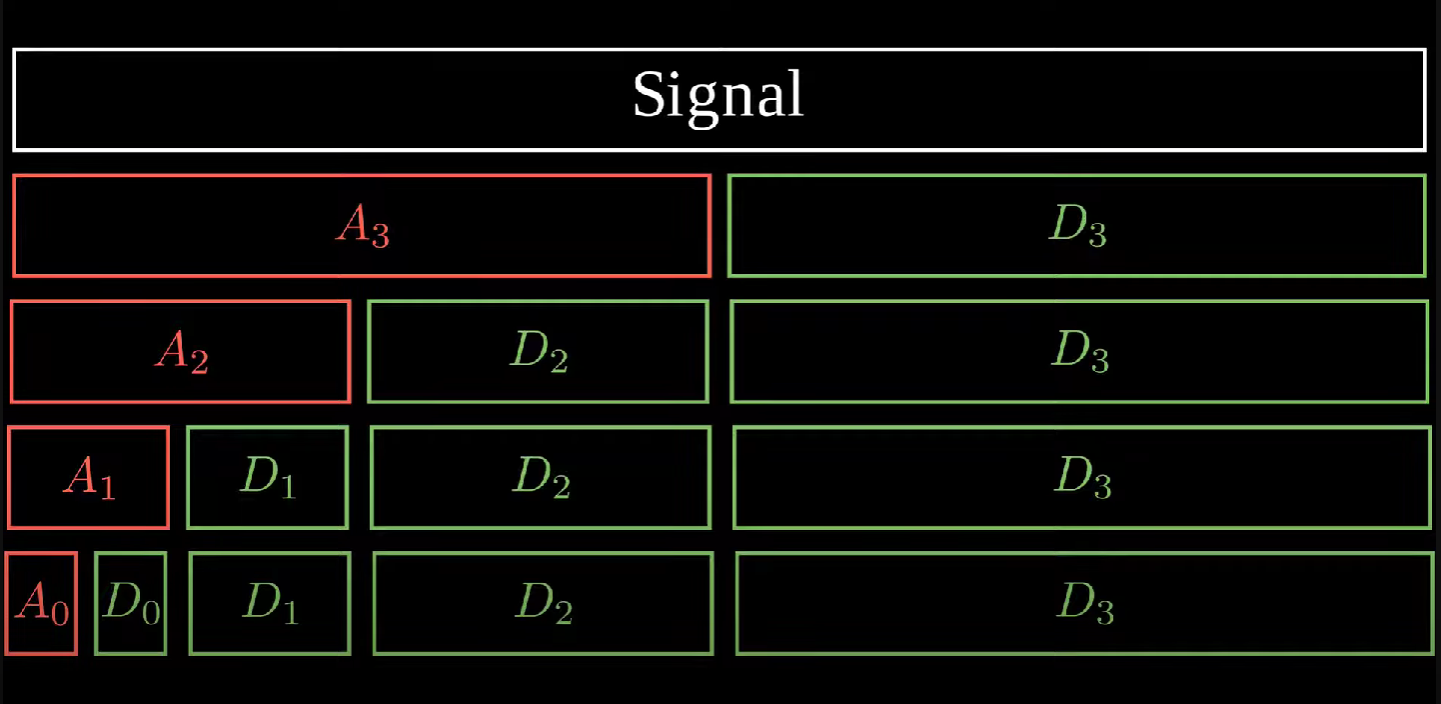 Signal
A₃ D₃
A₂ D₂ D₃
A₁ D₁ D₂ D₃
A₀ D₀ D₁ D₂ D₃